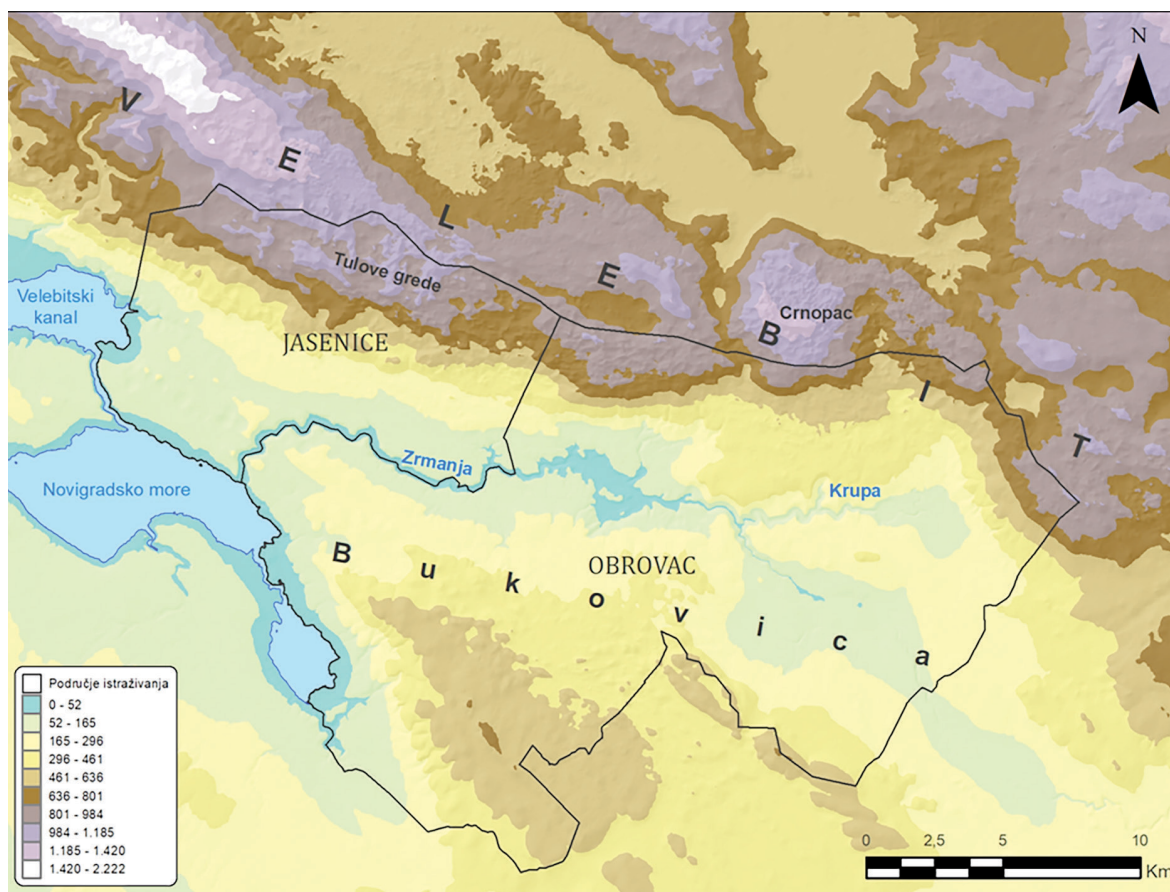 N
V E L E B I T
Tulove grede
Crnopac
Velebitski
kanal
JASENICE
Zrmanja
Krupa
Novigradsko more
B u k o v i c a
OBROVAC
Područje istraživanja
0 - 52
52 - 165
165 - 296
296 - 461
461 - 636
636 - 801
801 - 984
984 - 1.185
1.185 - 1.420
1.420 - 2.222
0 2,5 5 10
Km